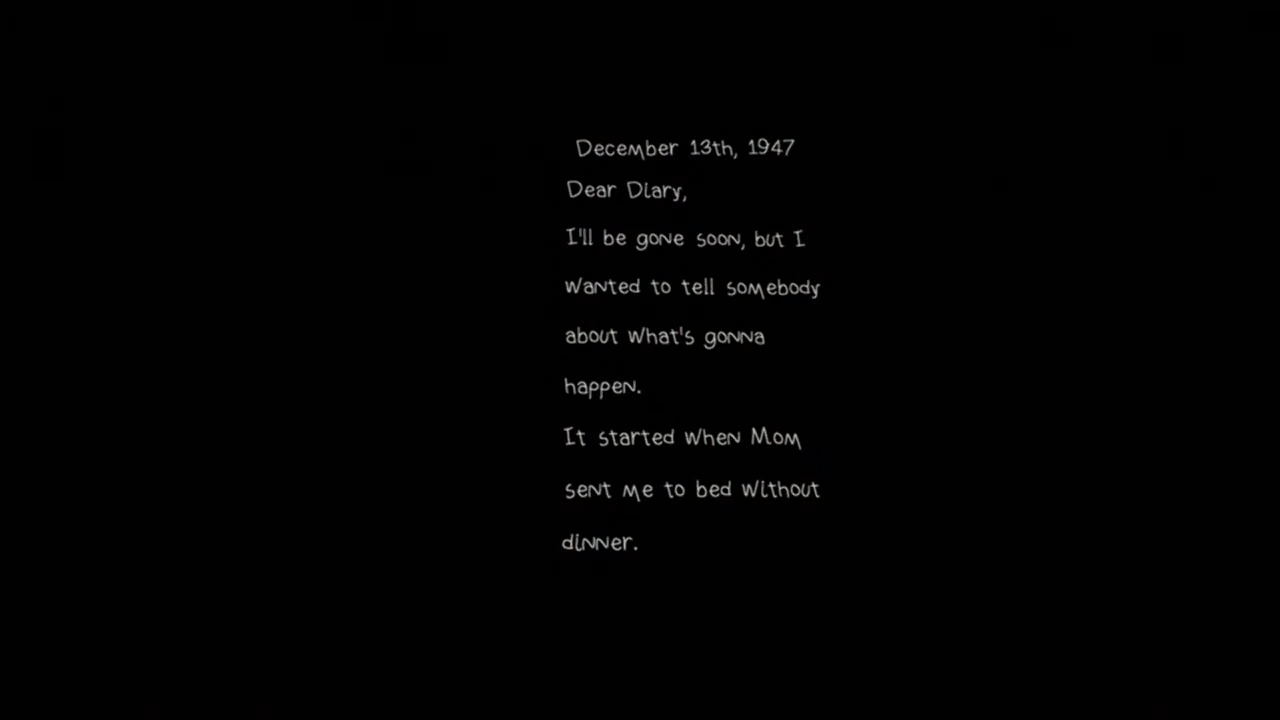 December 13th, 1947
Dear Diary,
I'll be gone soon, but I
wanted to tell somebody
about what's gonna
happen.
It started when Mom
sent me to bed without
dinner.